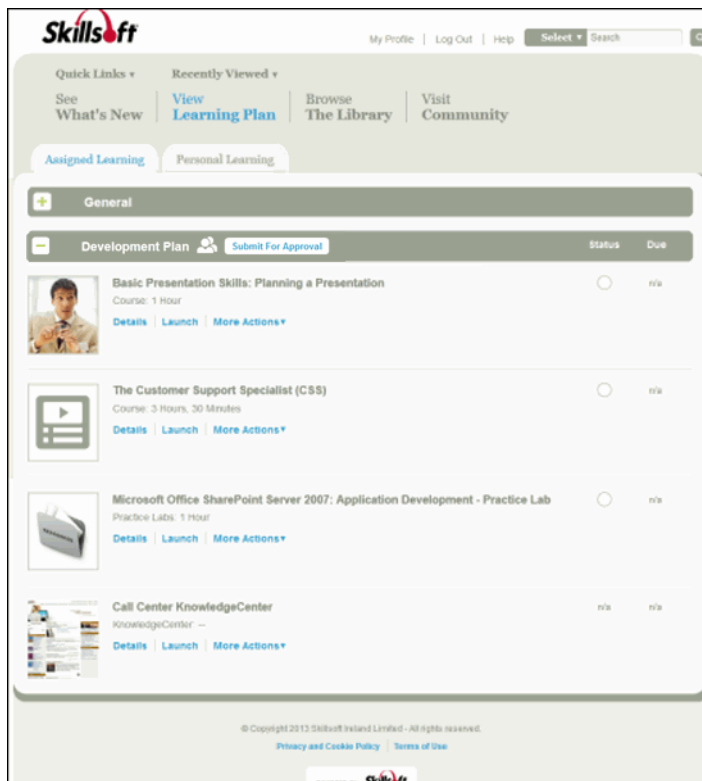 Skillsoft
My Profile | Log Out | Help Select ▾ Search
Quick Links ▾ Recently Viewed ▾
See What's New
View Learning Plan
Browse The Library
Visit Community
Assigned Learning Personal Learning
+ General
− Development Plan Submit For Approval Status Due
Basic Presentation Skills: Planning a Presentation n/a
Course: 1 Hour
Details | Launch | More Actions▾
The Customer Support Specialist (CSS) n/a
Course: 3 Hours, 30 Minutes
Details | Launch | More Actions▾
Microsoft Office SharePoint Server 2007: Application Development - Practice Lab n/a
Practice Labs: 1 Hour
Details | Launch | More Actions▾
Call Center KnowledgeCenter n/a n/a
KnowledgeCenter: --
Details | Launch | More Actions▾
© Copyright 2013 Skillsoft Ireland Limited - All rights reserved.
Privacy and Cookie Policy | Terms of Use
Skillsoft